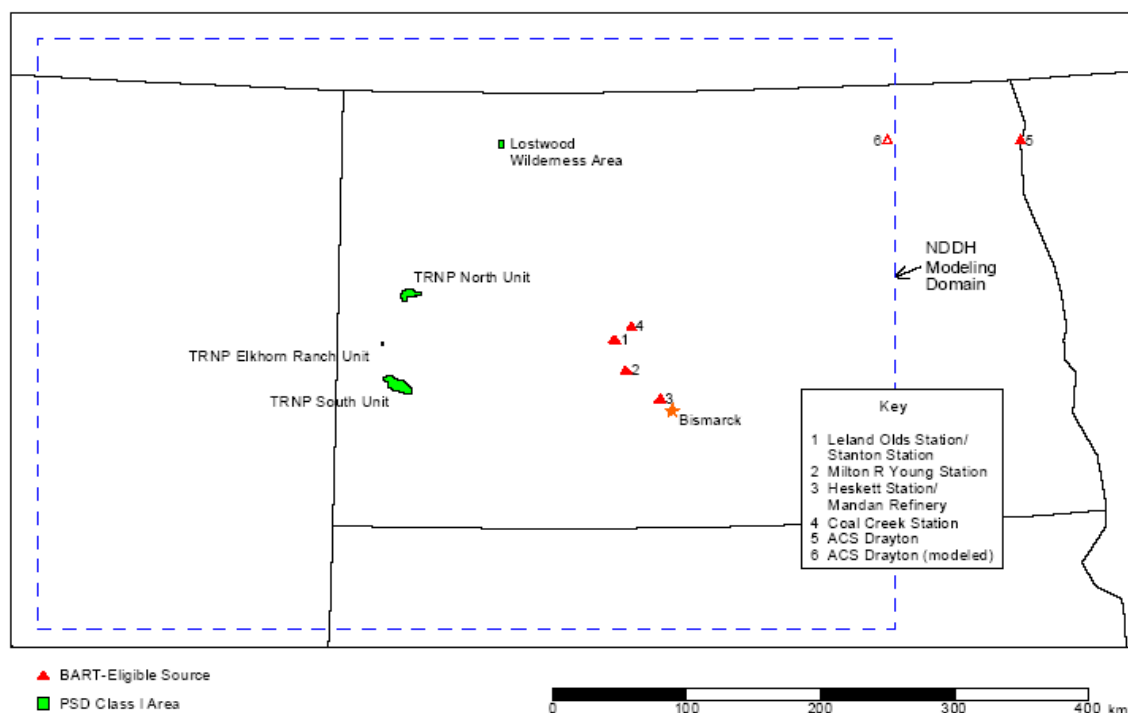 Lostwood
Wilderness Area
6
5
NDDH
Modeling
Domain
TRNP North Unit
4
1
TRNP Elkhorn Ranch Unit
2
TRNP South Unit
3
Bismarck
Key
1 Leland Olds Station/
Stanton Station
2 Milton R Young Station
3 Heskett Station/
Mandan Refinery
4 Coal Creek Station
5 ACS Drayton
6 ACS Drayton (modeled)
BART-Eligible Source
PSD Class I Area
0 100 200 300 400 km